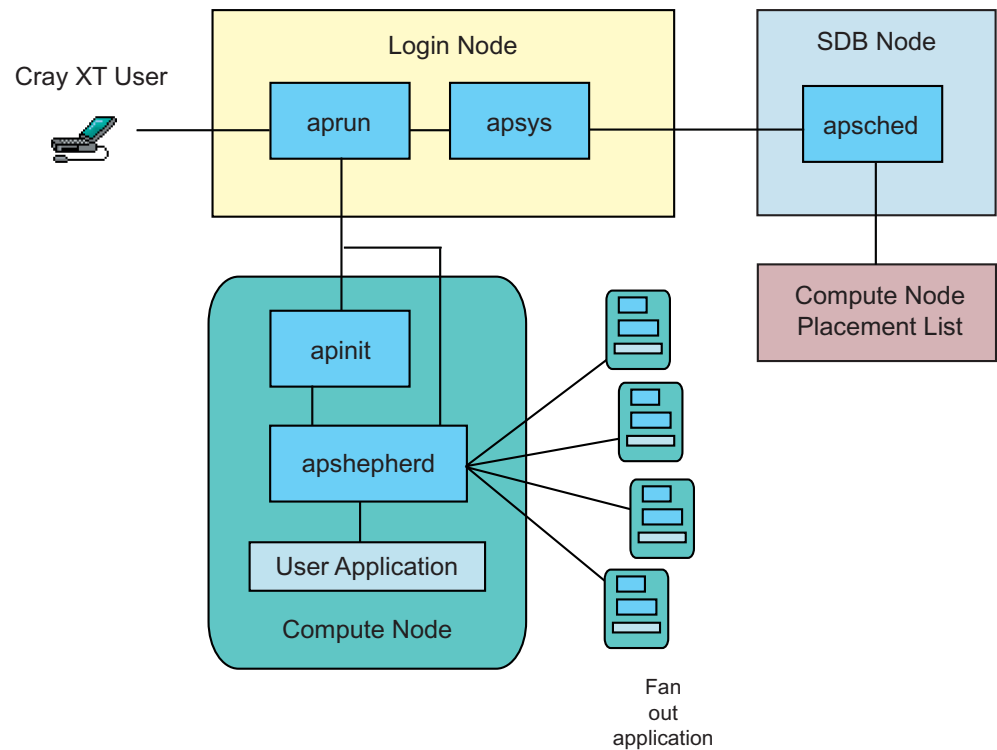 Login Node
SDB Node
Cray XT User
aprun
apsys
apsched
Compute Node
Placement List
apinit
apshepherd
User Application
Compute Node
Fan
out
application